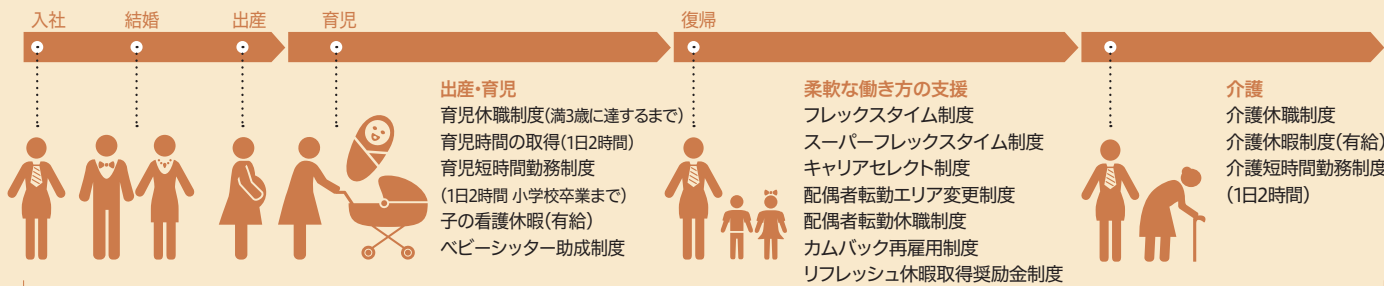 入社
結婚
出産
育児
復帰
出産・育児
育児休職制度(満3歳に達するまで)
育児時間の取得(1日2時間)
育児短時間勤務制度
(1日2時間 小学校卒業まで)
子の看護休暇(有給)
ベビーシッター助成制度
柔軟な働き方の支援
フレックスタイム制度
スーパーフレックスタイム制度
キャリアセレクト制度
配偶者転勤エリア変更制度
配偶者転勤休職制度
カムバック再雇用制度
リフレッシュ休暇取得奨励金制度
介護
介護休職制度
介護休暇制度(有給)
介護短時間勤務制度
(1日2時間)